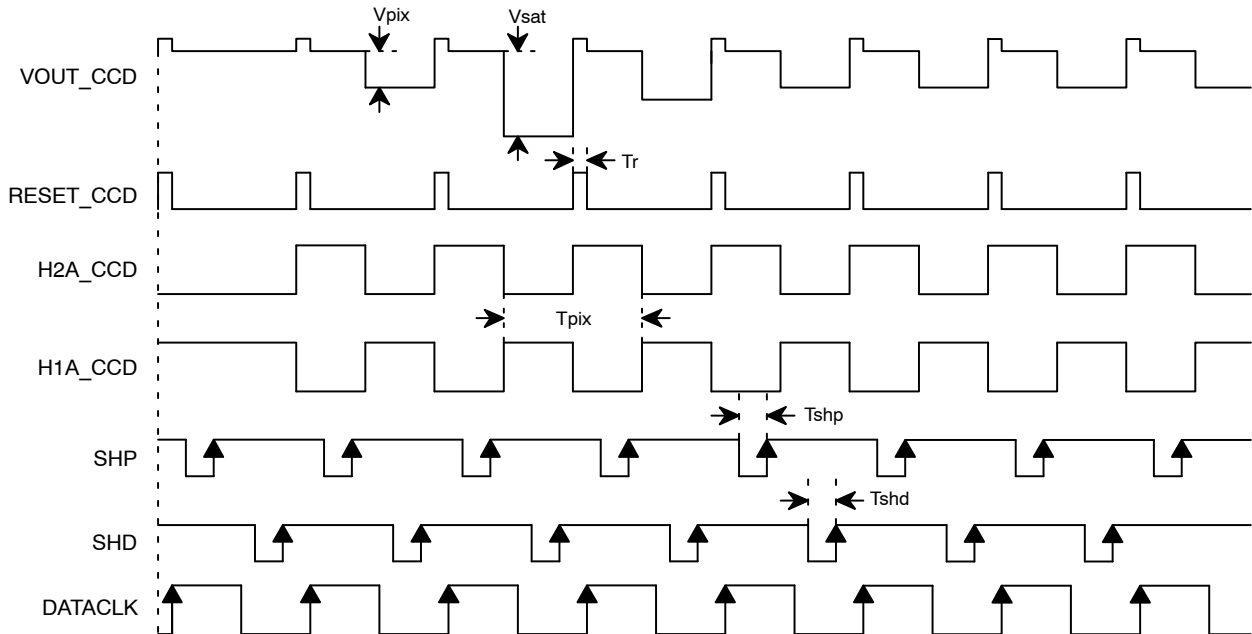 Vpix
Vsat
VOUT_CCD
Tr
RESET_CCD
H2A_CCD
Tpix
H1A_CCD
Tshp
SHP
Tshd
SHD
DATACLK